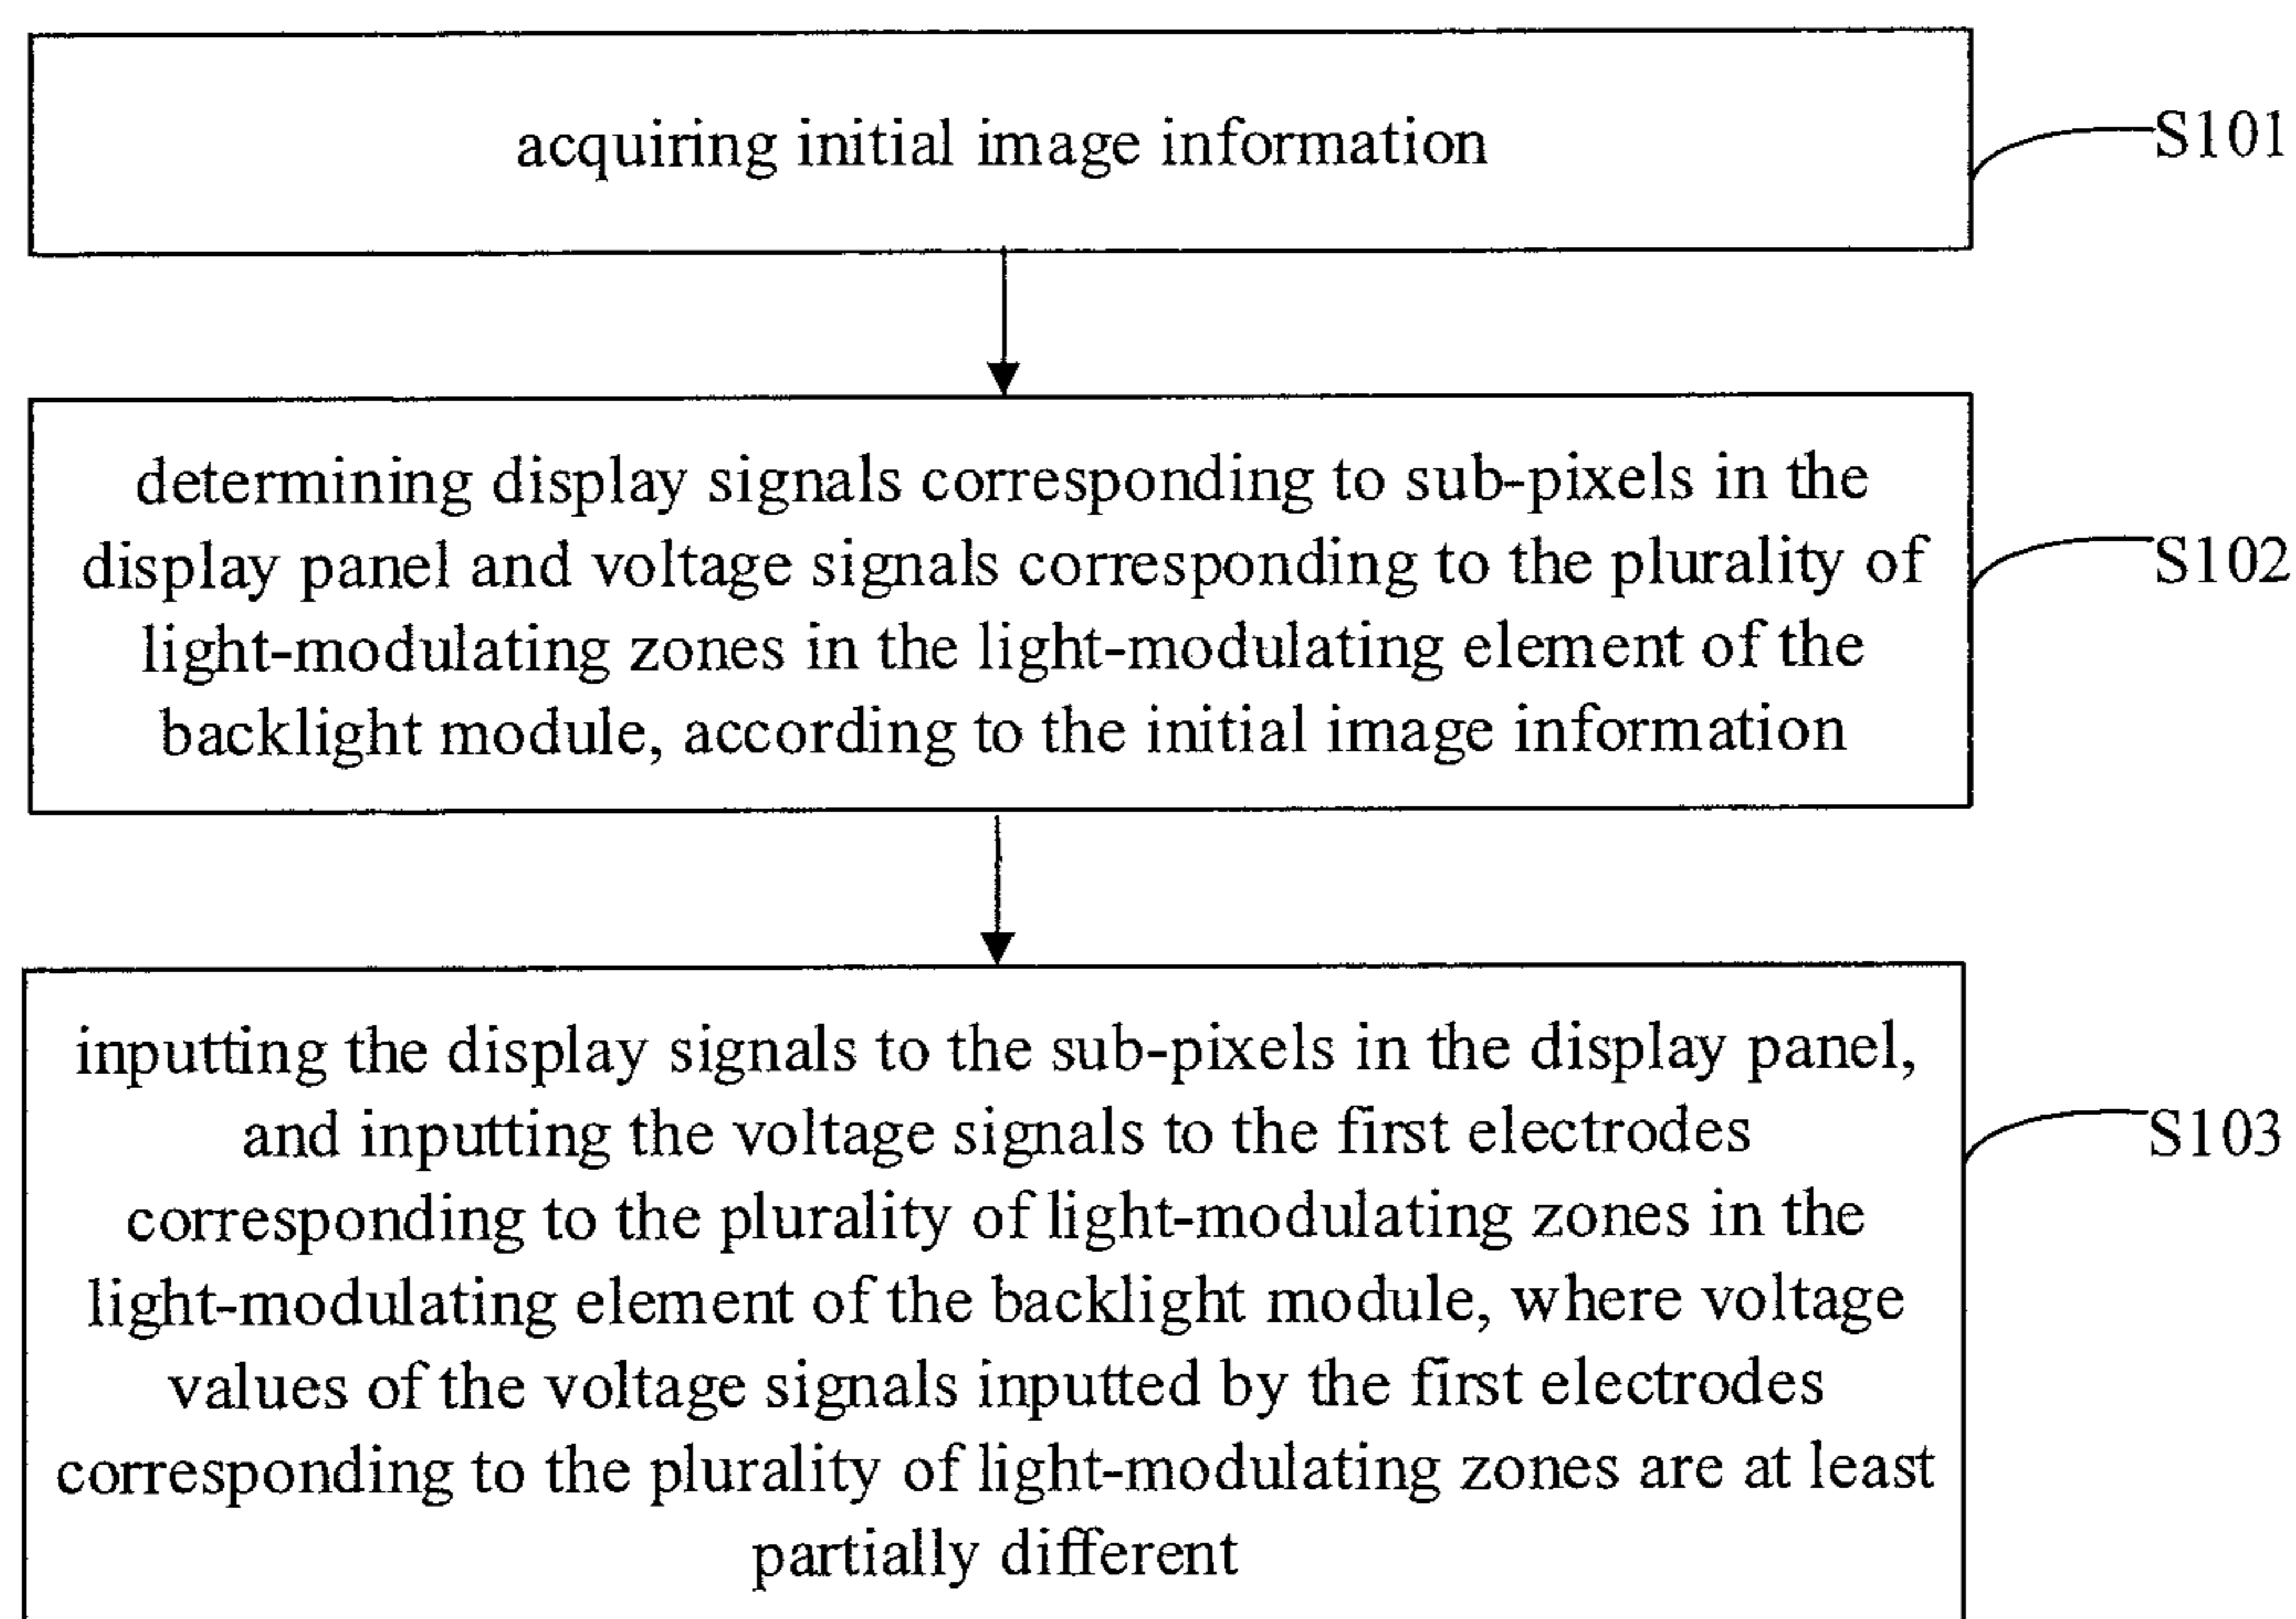 acquiring initial image information
S101
determining display signals corresponding to sub-pixels in the
display panel and voltage signals corresponding to the plurality of
light-modulating zones in the light-modulating element of the
backlight module, according to the initial image information
S102
inputting the display signals to the sub-pixels in the display panel,
and inputting the voltage signals to the first electrodes
corresponding to the plurality of light-modulating zones in the
light-modulating element of the backlight module, where voltage
values of the voltage signals inputted by the first electrodes
corresponding to the plurality of light-modulating zones are at least
partially different
S103